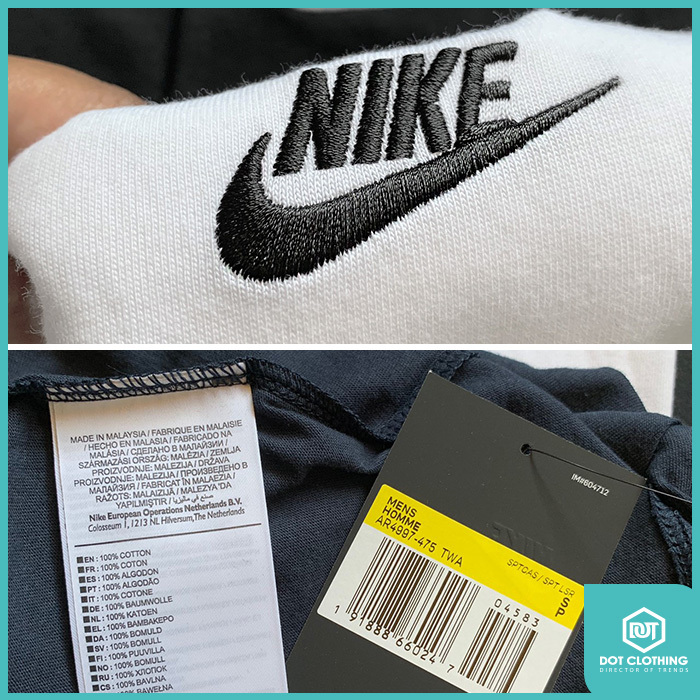 NIKE
MADE IN MALAYSIA / FABRIQUE EN MALAISIE
/ HECHO EN MALASIA / FABRICADO NA
MALÁSIA / СДЕЛАНО В МАЛАЙЗИИ /
SZÁRMAZÁSI ORSZÁG: MALÉZIA / ZEMLJA
PROIZVODNJE: MALEZIJA / DRŽAVA
PROIZVODNJE: MALEZIJA / ПРОИЗВЕДЕНО В
МАЛАЙЗИЯ / FABRICAT ÎN MALAEZIA /
RAŽOTS: MALAIZIJĀ / MALEZYA'DA
YAPILMIŞTIR / صنع في ماليزيا
Nike European Operations Netherlands B.V.
Colosseum 1, 1213 NL Hilversum, The Netherlands
EN : 100% COTTON
FR : 100% COTON
ES : 100% ALGODON
PT : 100% ALGODÃO
IT : 100% COTONE
DE : 100% BAUMWOLLE
NL : 100% KATOEN
EL : 100% ΒΑΜΒΑΚΕΡΟ
DA : 100% BOMULD
SV : 100% BOMULL
FI : 100% PUUVILLA
NO : 100% BOMULL
RU : 100% ХЛОПОК
CS : 100% BAVLNA
100% BAWEŁNA
IM#604712
MENS
HOMME
AR4997-475 TWA
SPTCAS / SPT LSR
S
P
04583
1 91888 66024 7
DOT
DOT CLOTHING
DIRECTOR OF TRENDS